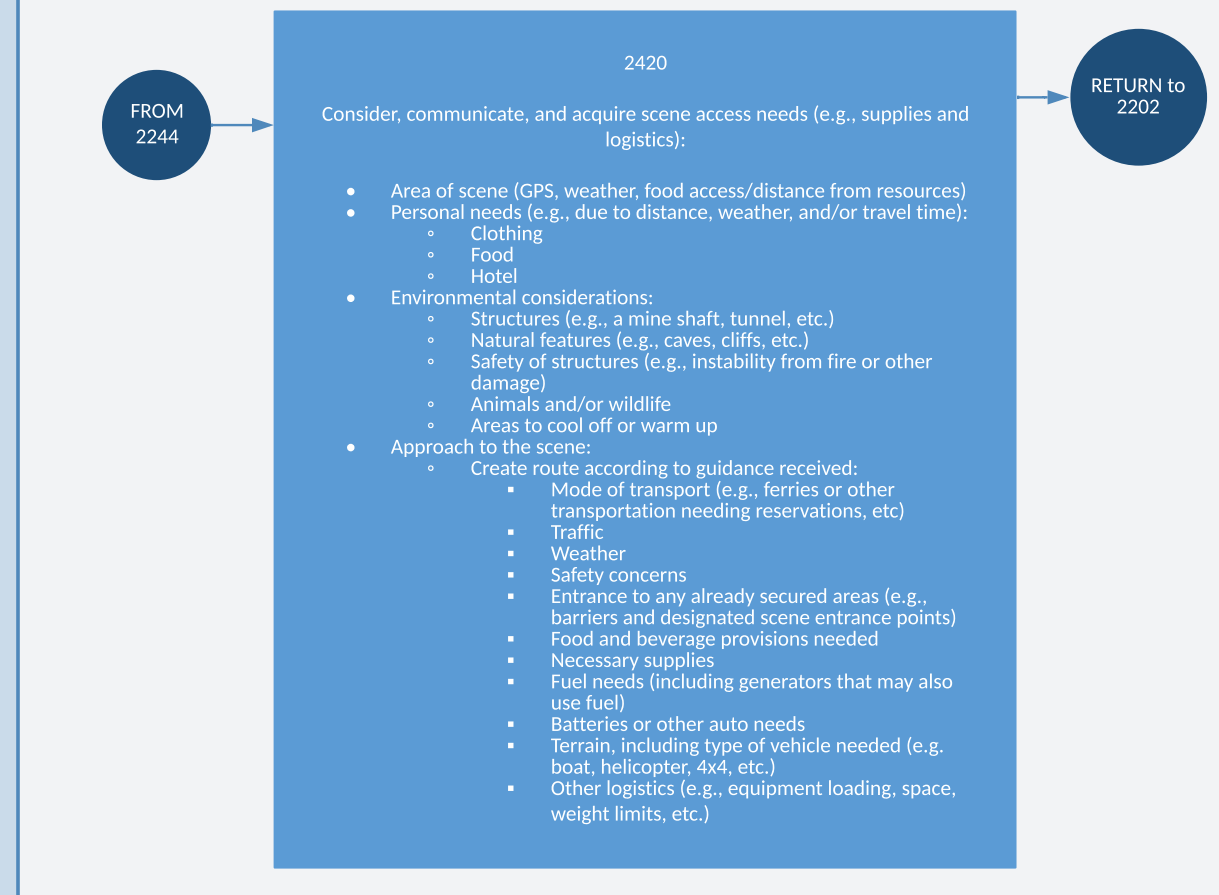 FROM
2244
2420
RETURN to
2202
Consider, communicate, and acquire scene access needs (e.g., supplies and
logistics):
• Area of scene (GPS, weather, food access/distance from resources)
• Personal needs (e.g., due to distance, weather, and/or travel time):
◦ Clothing
◦ Food
◦ Hotel
• Environmental considerations:
◦ Structures (e.g., a mine shaft, tunnel, etc.)
◦ Natural features (e.g., caves, cliffs, etc.)
◦ Safety of structures (e.g., instability from fire or other
damage)
◦ Animals and/or wildlife
◦ Areas to cool off or warm up
• Approach to the scene:
◦ Create route according to guidance received:
▪ Mode of transport (e.g., ferries or other
transportation needing reservations, etc)
▪ Traffic
▪ Weather
▪ Safety concerns
▪ Entrance to any already secured areas (e.g.,
barriers and designated scene entrance points)
▪ Food and beverage provisions needed
▪ Necessary supplies
▪ Fuel needs (including generators that may also
use fuel)
▪ Batteries or other auto needs
▪ Terrain, including type of vehicle needed (e.g.
boat, helicopter, 4x4, etc.)
▪ Other logistics (e.g., equipment loading, space,
weight limits, etc.)